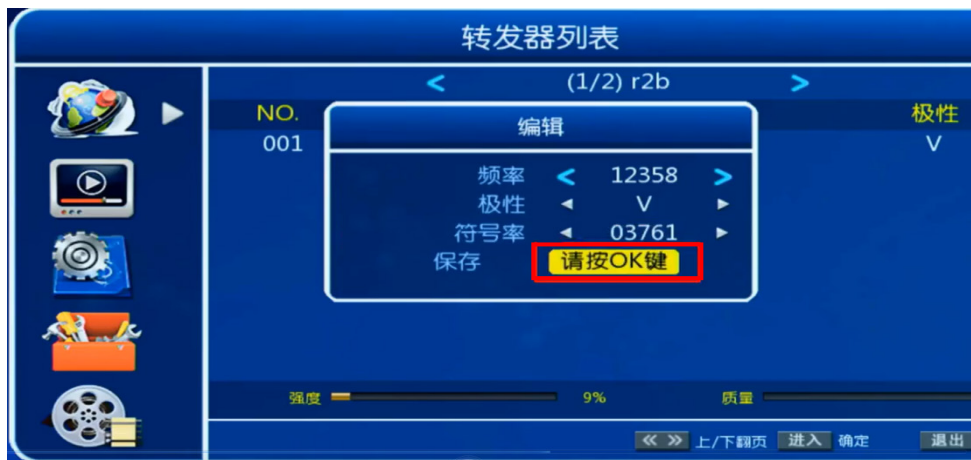 转发器列表
< (1/2) r2b >
NO. 极性
001 V
编辑
频率 < 12358 >
极性 ◄ V ►
符号率 ◄ 03761 ►
保存 请按OK键
强度 9% 质量
≪ ≫ 上/下翻页 进入 确定 退出